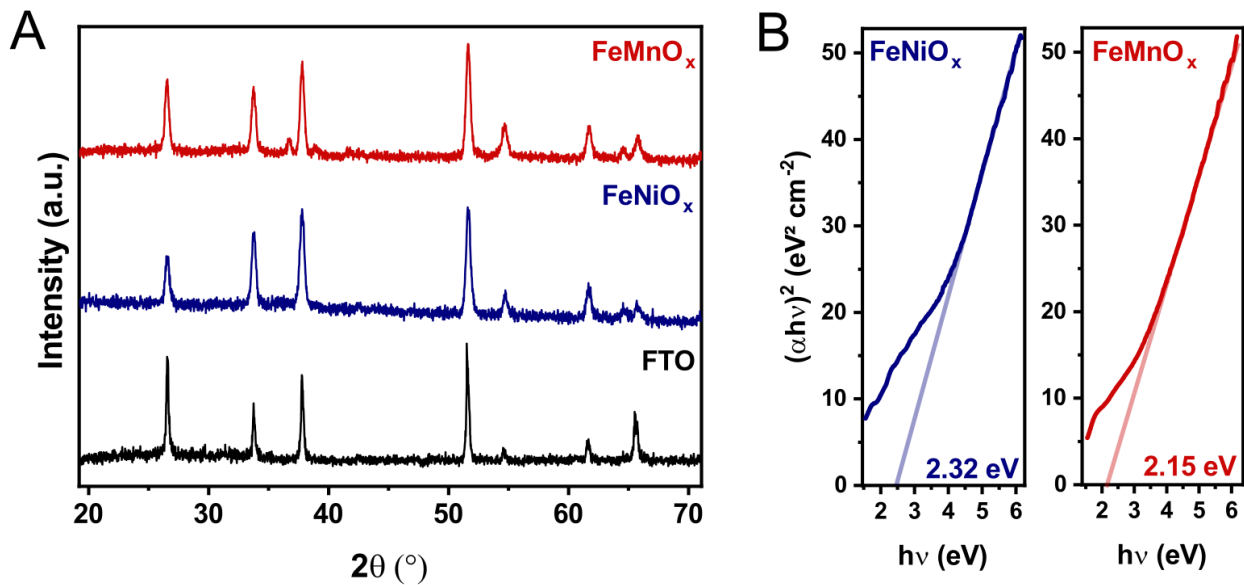 A
FeMnOₓ
FeNiOₓ
FTO
Intensity (a.u.)
20 30 40 50 60 70
2θ (°)
B
FeNiOₓ
(αhν)² (eV² cm⁻²)
50
40
30
20
10
0
2.32 eV
2 3 4 5 6
hν (eV)
FeMnOₓ
50
40
30
20
10
0
2.15 eV
2 3 4 5 6
hν (eV)